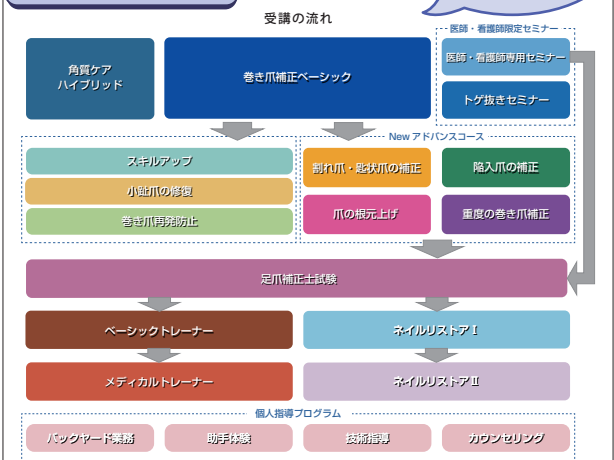 受講の流れ
医師・看護師限定セミナー
角質ケア
ハイブリッド
巻き爪補正ベーシック
医師・看護師専用セミナー
トゲ抜きセミナー
New アドバンスコース
スキルアップ
小趾爪の修復
巻き爪再発防止
割れ爪・匙状爪の補正
陥入爪の補正
爪の根元上げ
重度の巻き爪補正
足爪補正士試験
ベーシックトレーナー
ネイルリストアⅠ
メディカルトレーナー
ネイルリストアⅡ
個人指導プログラム
バックヤード業務
助手体験
技術指導
カウンセリング